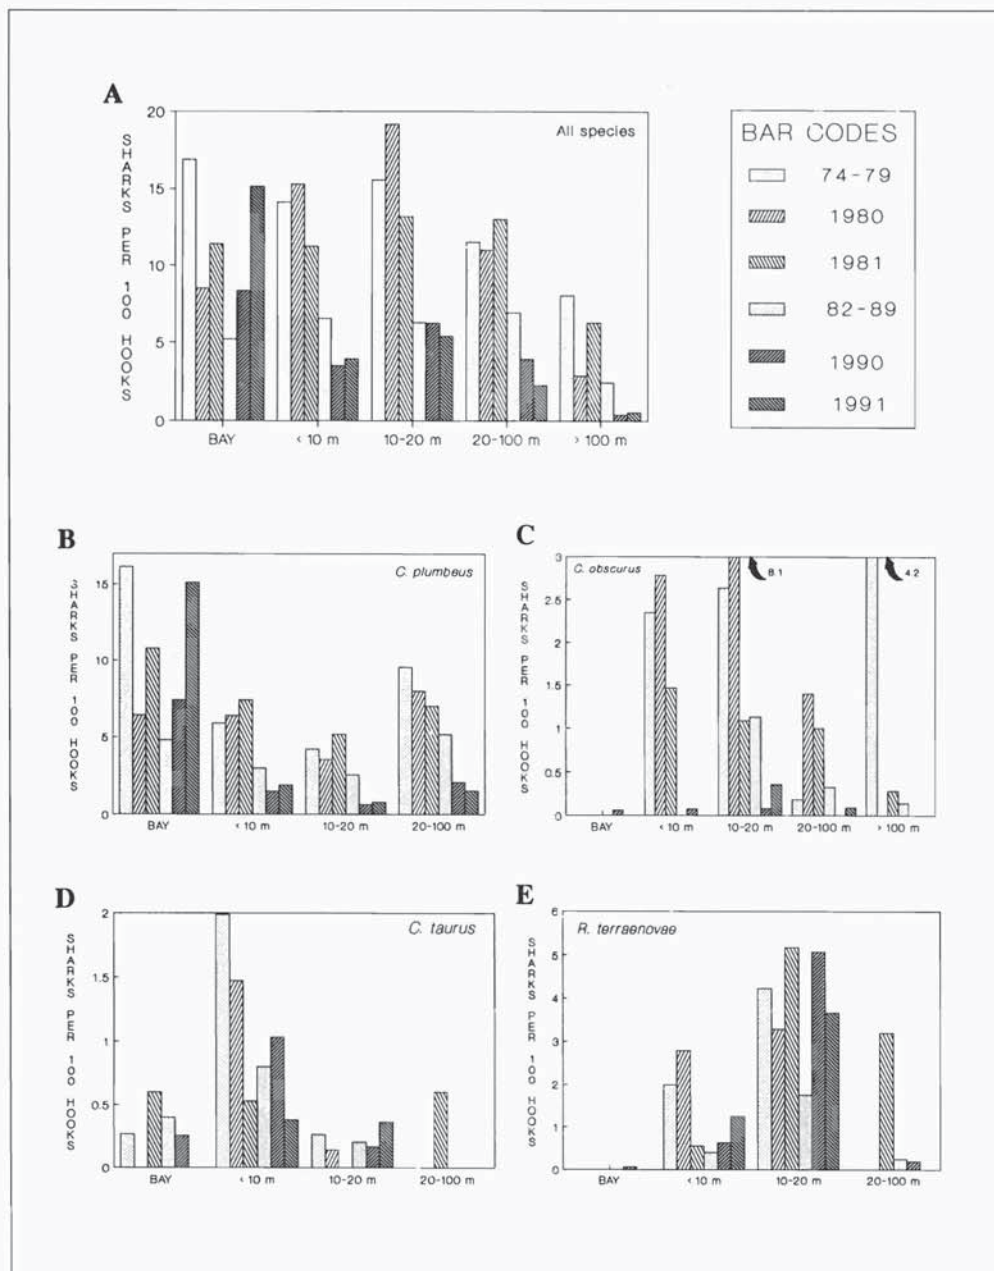 A
SHARKS PER 100 HOOKS
20
15
10
5
0
All species
BAY < 10 m 10-20 m 20-100 m > 100 m
BAR CODES
74-79
1980
1981
82-89
1990
1991
B
SHARKS PER 100 HOOKS
15
10
5
0
C. plumbeus
BAY < 10 m 10-20 m 20-100 m
C
SHARKS PER 100 HOOKS
3
2.5
2
1.5
1
0.5
0
C. obscurus
8.1
4.2
BAY < 10 m 10-20 m 20-100 m > 100 m
D
SHARKS PER 100 HOOKS
2
1.5
1
0.5
0
C. taurus
BAY < 10 m 10-20 m 20-100 m
E
SHARKS PER 100 HOOKS
6
5
4
3
2
1
0
R. terraenovae
BAY < 10 m 10-20 m 20-100 m